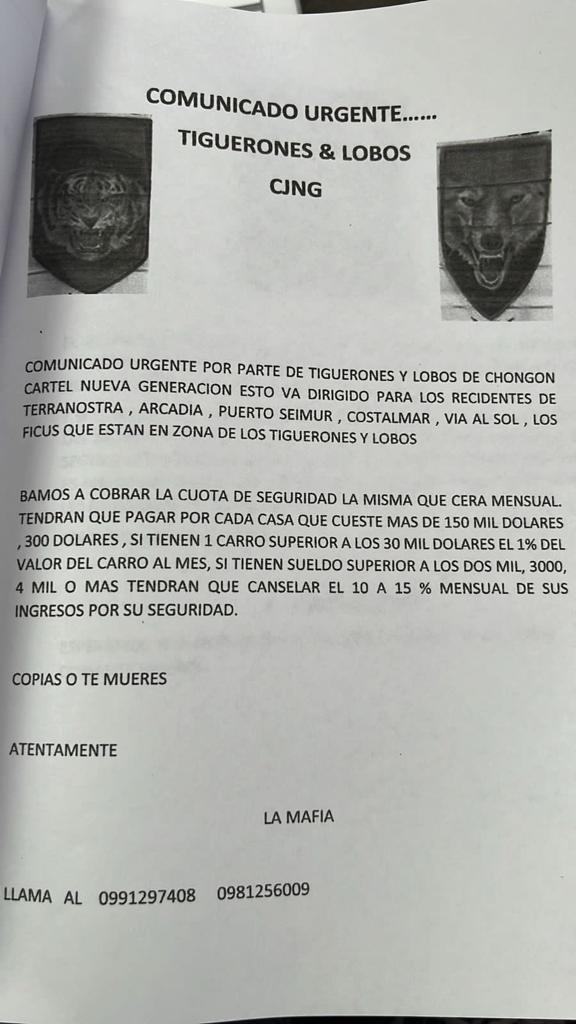 COMUNICADO URGENTE......
TIGUERONES & LOBOS
CJNG
COMUNICADO URGENTE POR PARTE DE TIGUERONES Y LOBOS DE CHONGON
CARTEL NUEVA GENERACION ESTO VA DIRIGIDO PARA LOS RECIDENTES DE
TERRANOSTRA , ARCADIA , PUERTO SEIMUR , COSTALMAR , VIA AL SOL , LOS
FICUS QUE ESTAN EN ZONA DE LOS TIGUERONES Y LOBOS
BAMOS A COBRAR LA CUOTA DE SEGURIDAD LA MISMA QUE CERA MENSUAL.
TENDRAN QUE PAGAR POR CADA CASA QUE CUESTE MAS DE 150 MIL DOLARES
, 300 DOLARES , SI TIENEN 1 CARRO SUPERIOR A LOS 30 MIL DOLARES EL 1% DEL
VALOR DEL CARRO AL MES, SI TIENEN SUELDO SUPERIOR A LOS DOS MIL, 3000,
4 MIL O MAS TENDRAN QUE CANSELAR EL 10 A 15 % MENSUAL DE SUS
INGRESOS POR SU SEGURIDAD.
COPIAS O TE MUERES
ATENTAMENTE
LA MAFIA
LLAMA AL 0991297408 0981256009